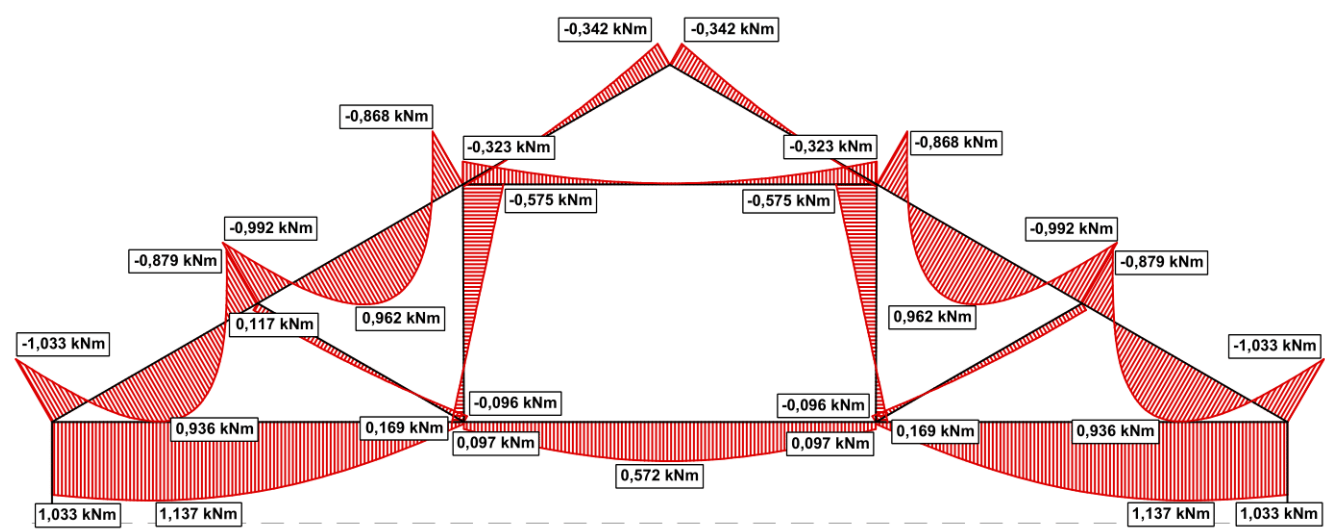 -0,342 kNm
-0,342 kNm
-0,868 kNm
-0,868 kNm
-0,323 kNm
-0,323 kNm
-0,575 kNm
-0,575 kNm
-0,992 kNm
-0,992 kNm
-0,879 kNm
-0,879 kNm
0,962 kNm
0,962 kNm
0,117 kNm
-1,033 kNm
-1,033 kNm
-0,096 kNm
-0,096 kNm
0,936 kNm
0,169 kNm
0,169 kNm
0,936 kNm
0,097 kNm
0,097 kNm
0,572 kNm
1,033 kNm
1,137 kNm
1,137 kNm
1,033 kNm